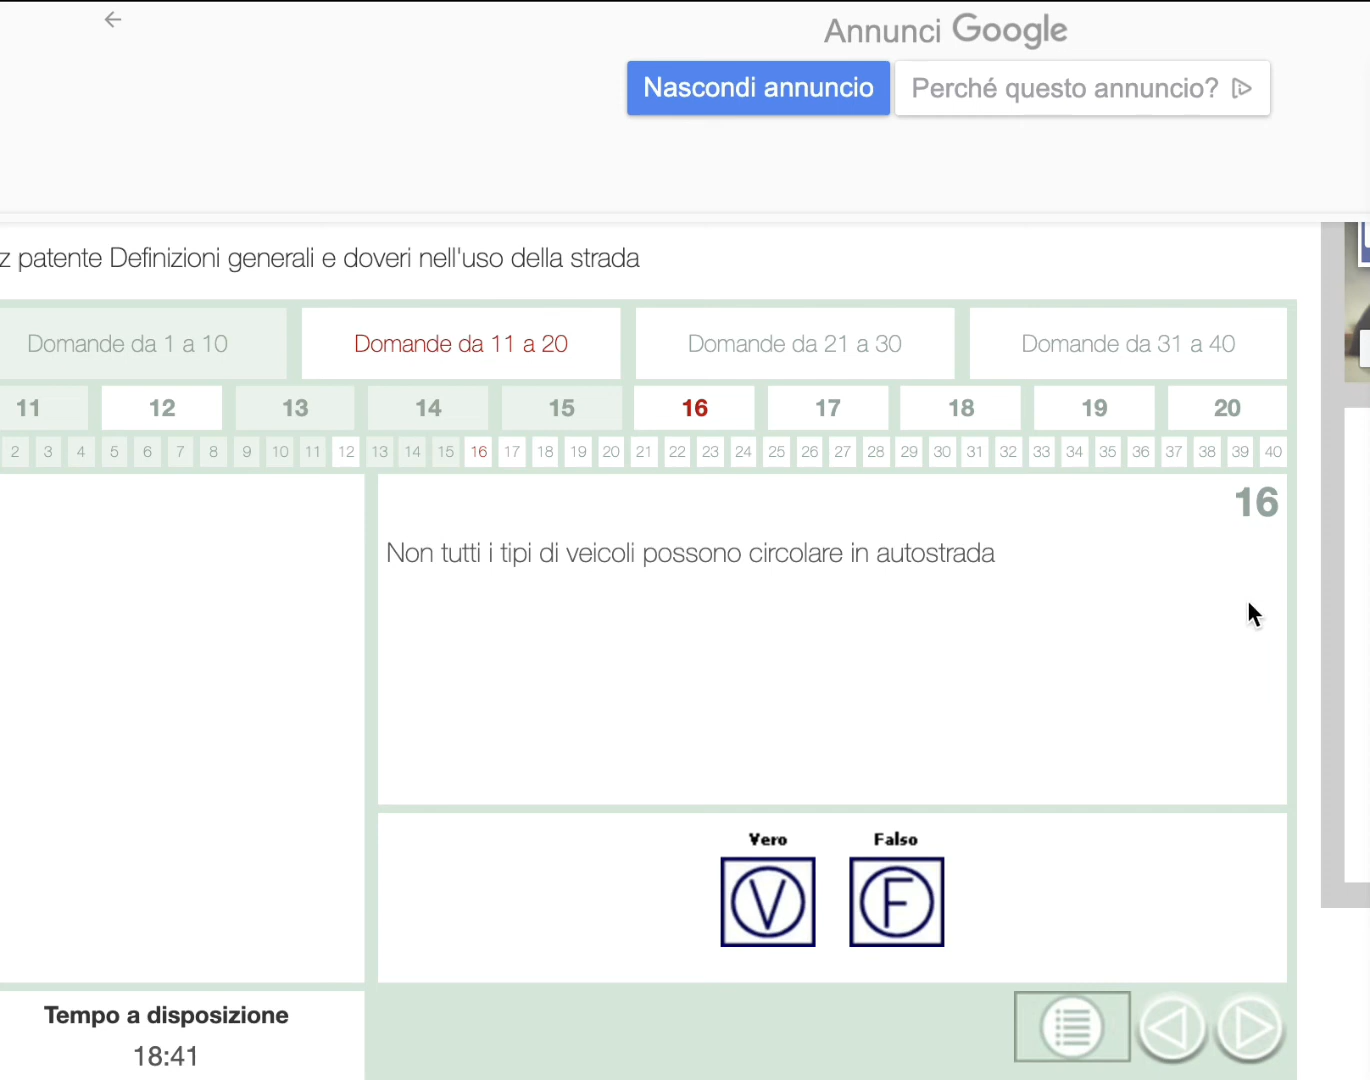 Annunci Google
Nascondi annuncio
Perché questo annuncio?
z patente Definizioni generali e doveri nell'uso della strada
Domande da 1 a 10
Domande da 11 a 20
Domande da 21 a 30
Domande da 31 a 40
11 12 13 14 15 16 17 18 19 20
2 3 4 5 6 7 8 9 10 11 12 13 14 15 16 17 18 19 20 21 22 23 24 25 26 27 28 29 30 31 32 33 34 35 36 37 38 39 40
16
Non tutti i tipi di veicoli possono circolare in autostrada
Vero
Falso
V
F
Tempo a disposizione
18:41